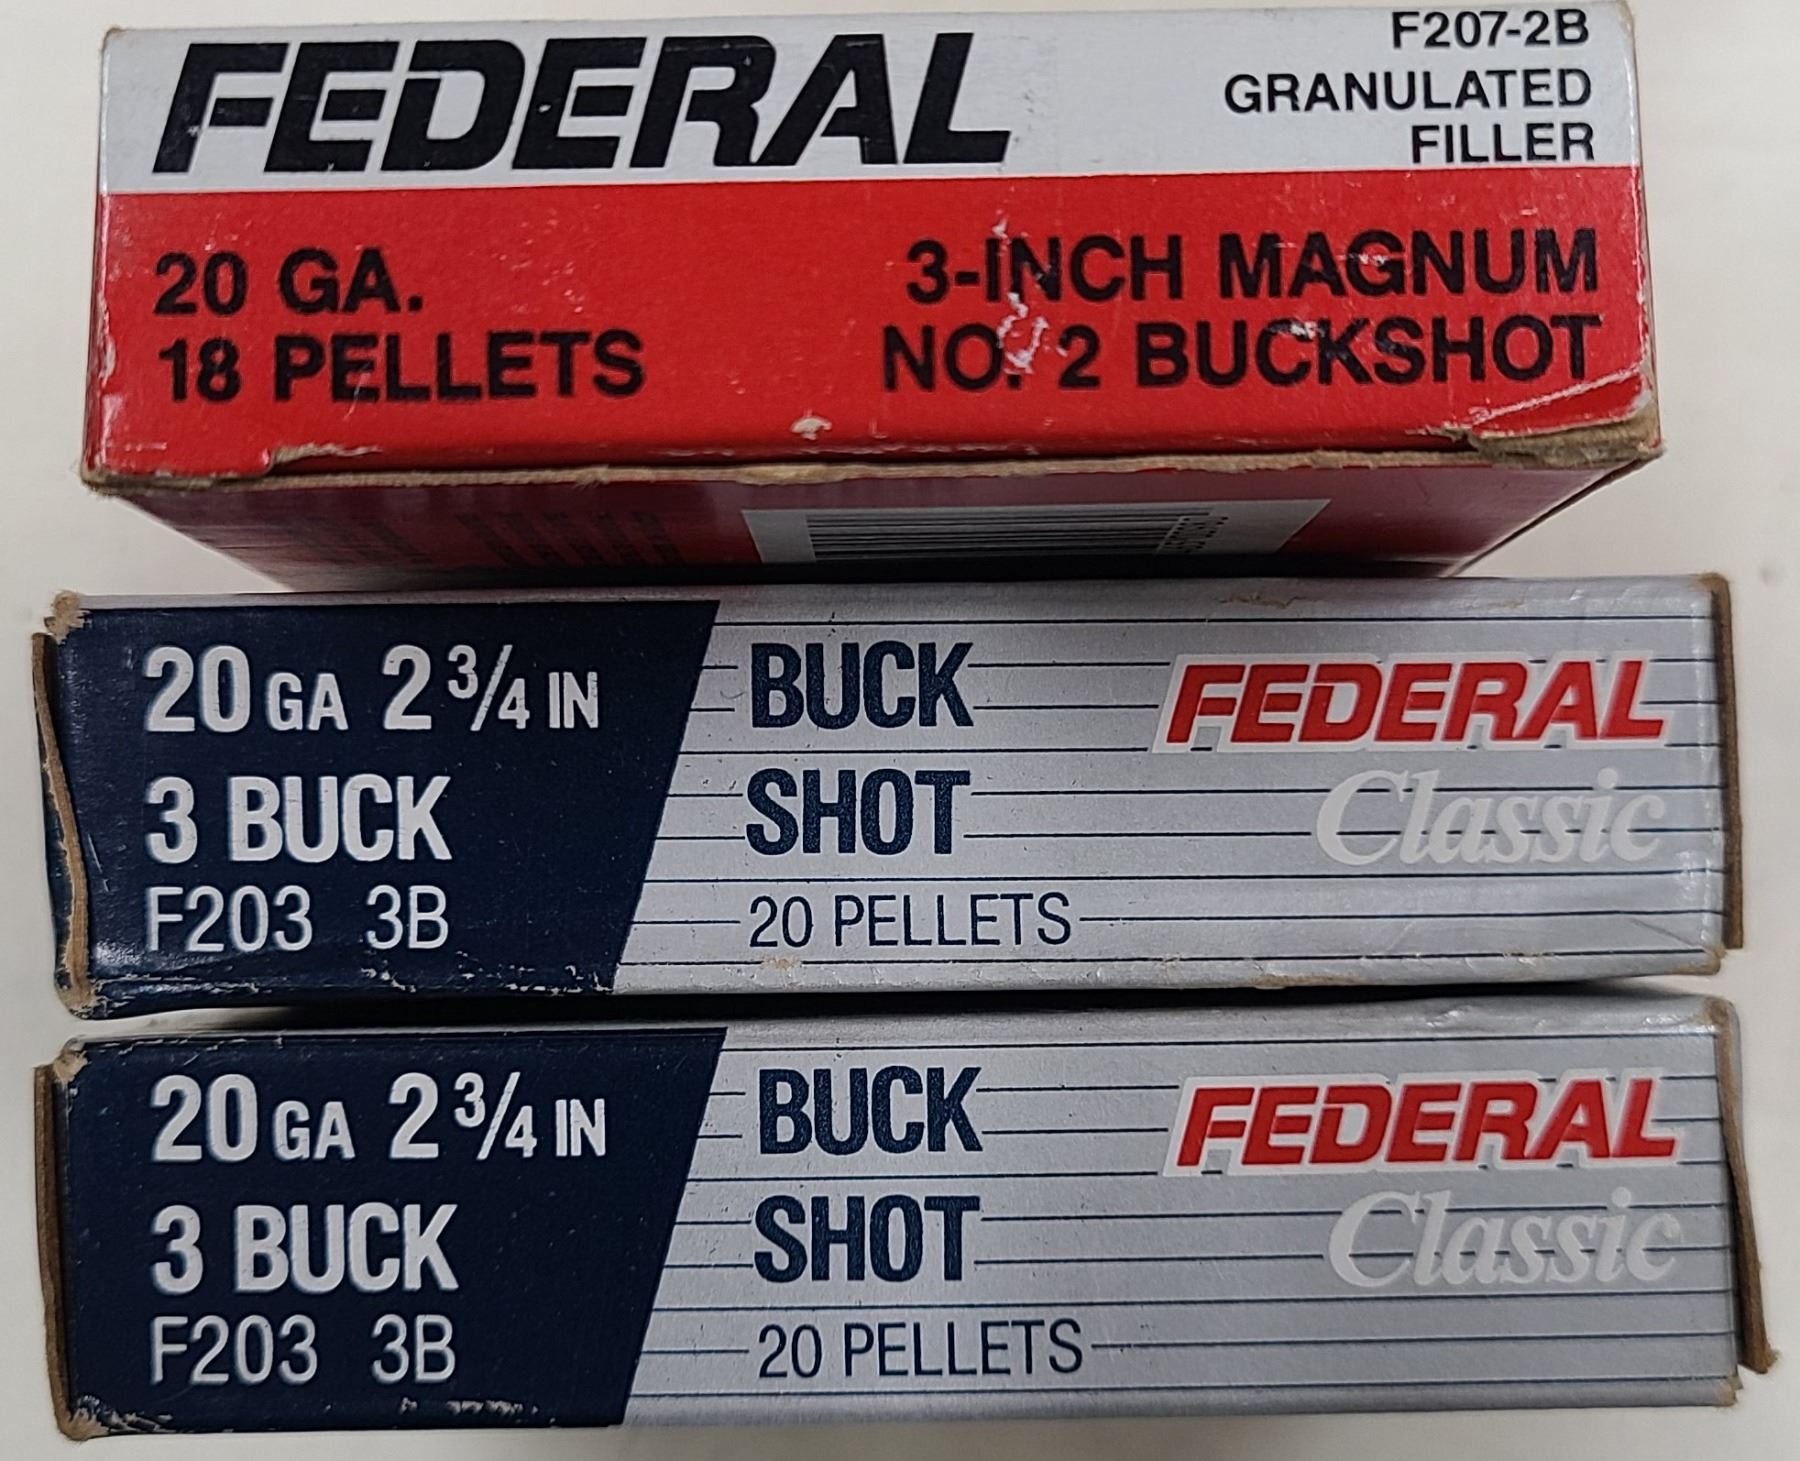 FEDERAL
F207-2B
GRANULATED
FILLER
20 GA.
3-INCH MAGNUM
18 PELLETS
NO. 2 BUCKSHOT
20 GA 2 3/4 IN
BUCK
FEDERAL
3 BUCK
SHOT
Classic
F203 3B
20 PELLETS
20 GA 2 3/4 IN
BUCK
FEDERAL
3 BUCK
SHOT
Classic
F203 3B
20 PELLETS